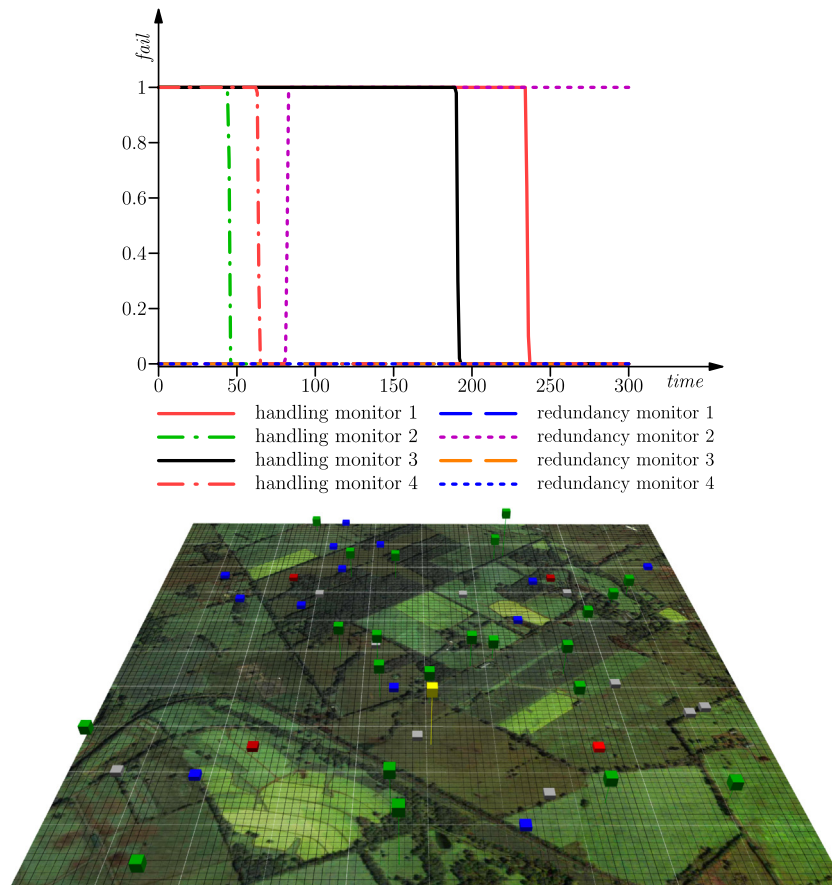 fail
1
0.8
0.6
0.4
0.2
0
0 50 100 150 200 250 300 time
handling monitor 1 redundancy monitor 1
handling monitor 2 redundancy monitor 2
handling monitor 3 redundancy monitor 3
handling monitor 4 redundancy monitor 4